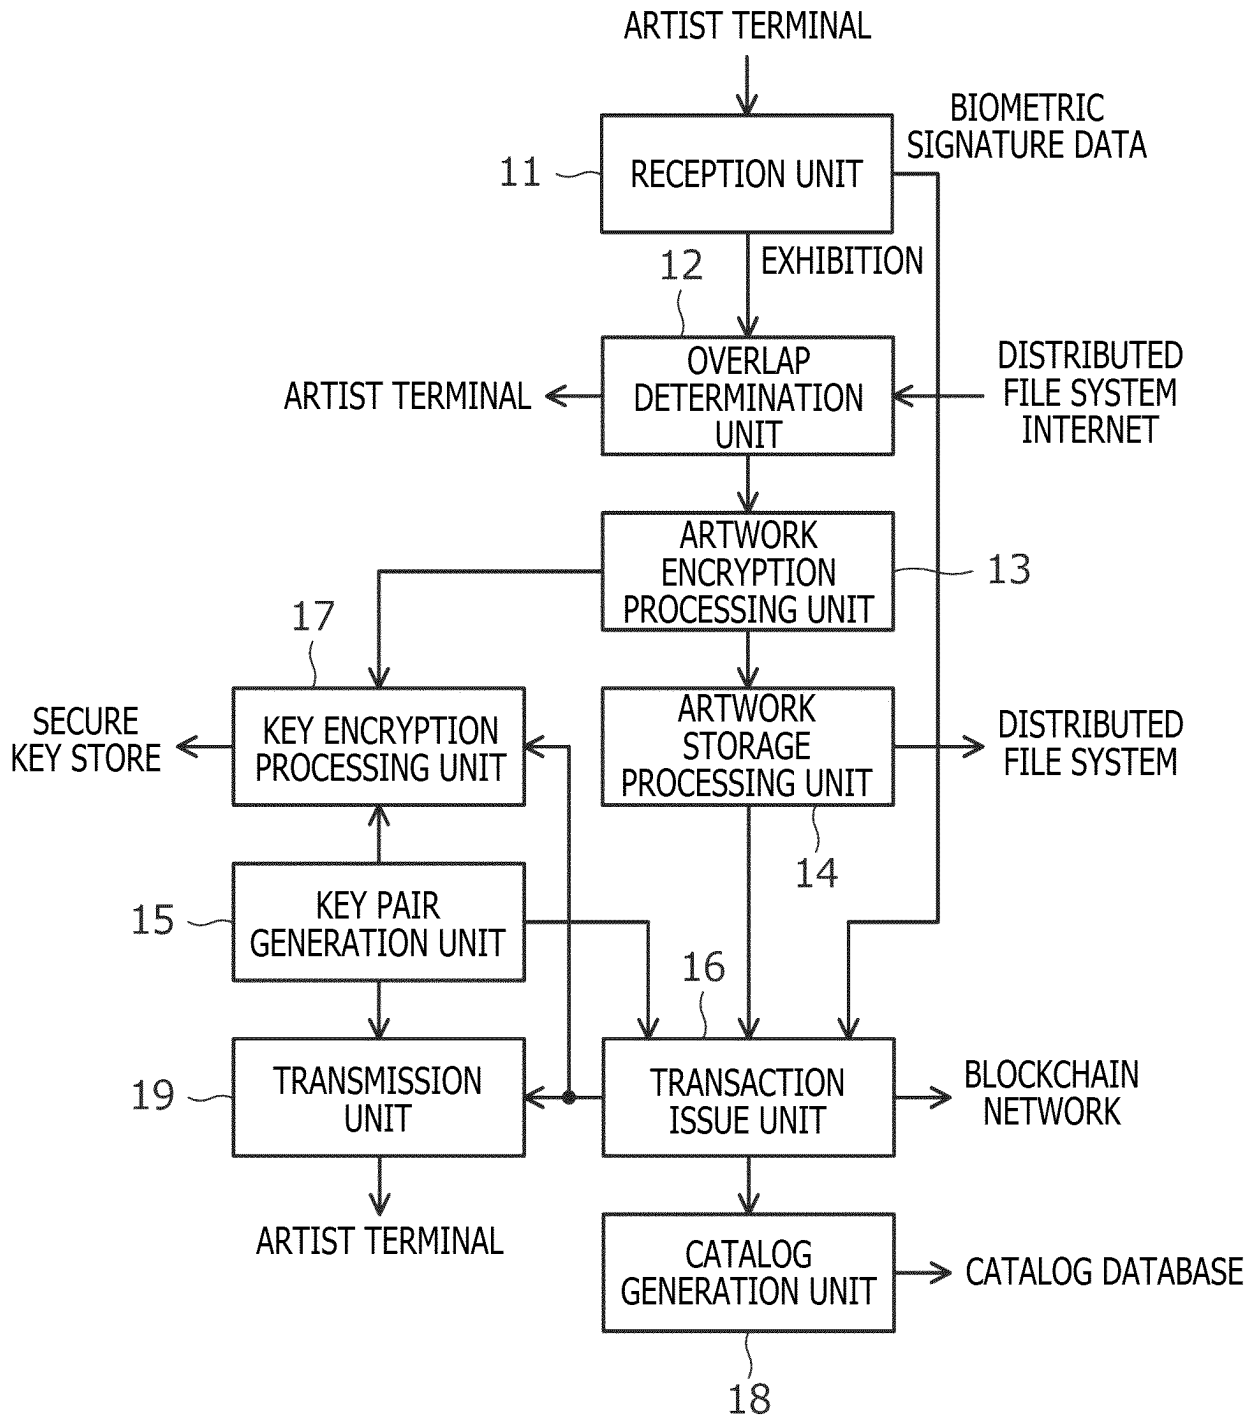 ARTIST TERMINAL
BIOMETRIC
SIGNATURE DATA
11
RECEPTION UNIT
12
EXHIBITION
ARTIST TERMINAL
OVERLAP
DETERMINATION
UNIT
DISTRIBUTED
FILE SYSTEM
INTERNET
ARTWORK
ENCRYPTION
PROCESSING UNIT
13
17
SECURE
KEY STORE
KEY ENCRYPTION
PROCESSING UNIT
ARTWORK
STORAGE
PROCESSING UNIT
DISTRIBUTED
FILE SYSTEM
14
15
KEY PAIR
GENERATION UNIT
16
19
TRANSMISSION
UNIT
TRANSACTION
ISSUE UNIT
BLOCKCHAIN
NETWORK
ARTIST TERMINAL
CATALOG
GENERATION UNIT
CATALOG DATABASE
18